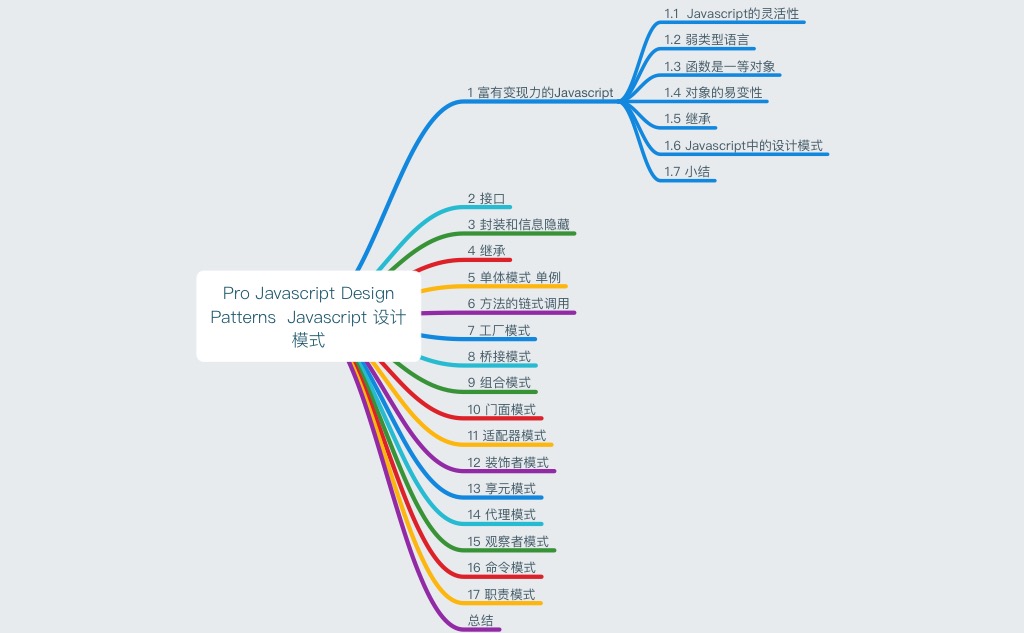 Pro Javascript Design
Patterns  Javascript 设计
模式
1 富有变现力的Javascript
1.1  Javascript的灵活性
1.2 弱类型语言
1.3 函数是一等对象
1.4 对象的易变性
1.5 继承
1.6 Javascript中的设计模式
1.7 小结
2 接口
3 封装和信息隐藏
4 继承
5 单体模式 单例
6 方法的链式调用
7 工厂模式
8 桥接模式
9 组合模式
10 门面模式
11 适配器模式
12 装饰者模式
13 享元模式
14 代理模式
15 观察者模式
16 命令模式
17 职责模式
总结